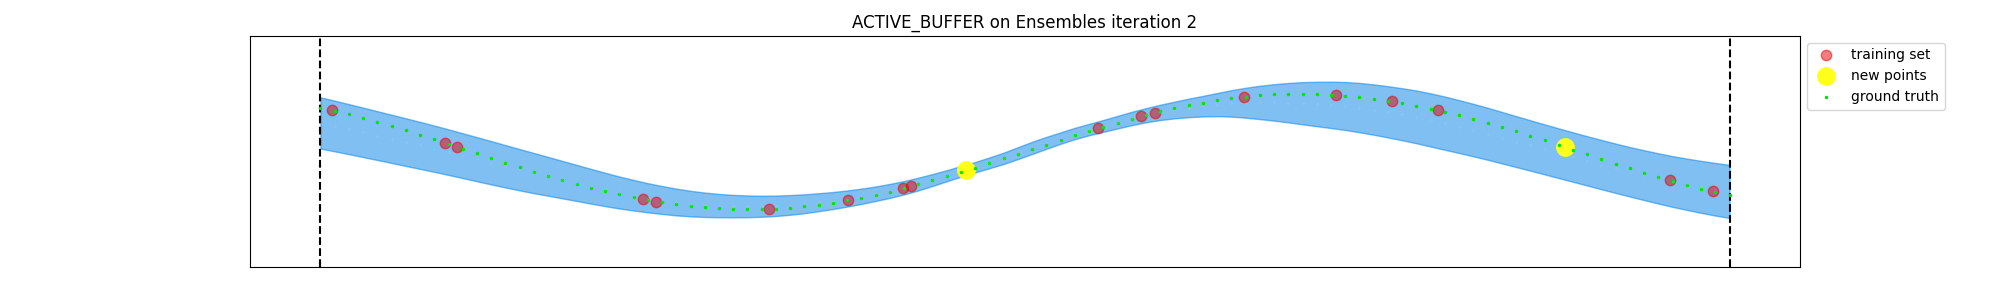 ACTIVE_BUFFER on Ensembles iteration 2
training set
new points
ground truth